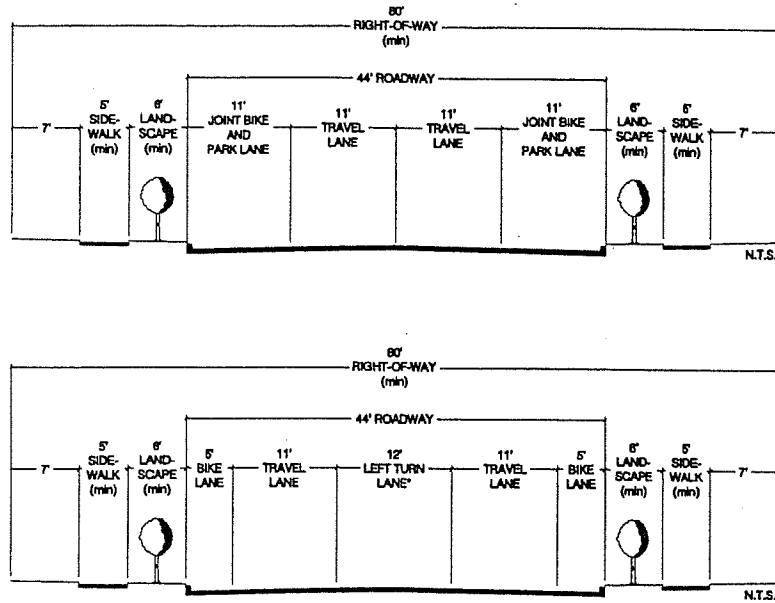 80'
RIGHT-OF-WAY
(min)
44' ROADWAY
7'
5'
SIDE-
WALK
(min)
6'
LAND-
SCAPE
(min)
11'
JOINT BIKE
AND
PARK LANE
11'
TRAVEL
LANE
11'
TRAVEL
LANE
11'
JOINT BIKE
AND
PARK LANE
6'
LAND-
SCAPE
(min)
5'
SIDE-
WALK
(min)
7'
N.T.S.
80'
RIGHT-OF-WAY
(min)
44' ROADWAY
7'
5'
SIDE-
WALK
(min)
6'
LAND-
SCAPE
(min)
5'
BIKE
LANE
11'
TRAVEL
LANE
12'
LEFT TURN
LANE*
11'
TRAVEL
LANE
5'
BIKE
LANE
6'
LAND-
SCAPE
(min)
5'
SIDE-
WALK
(min)
7'
N.T.S.